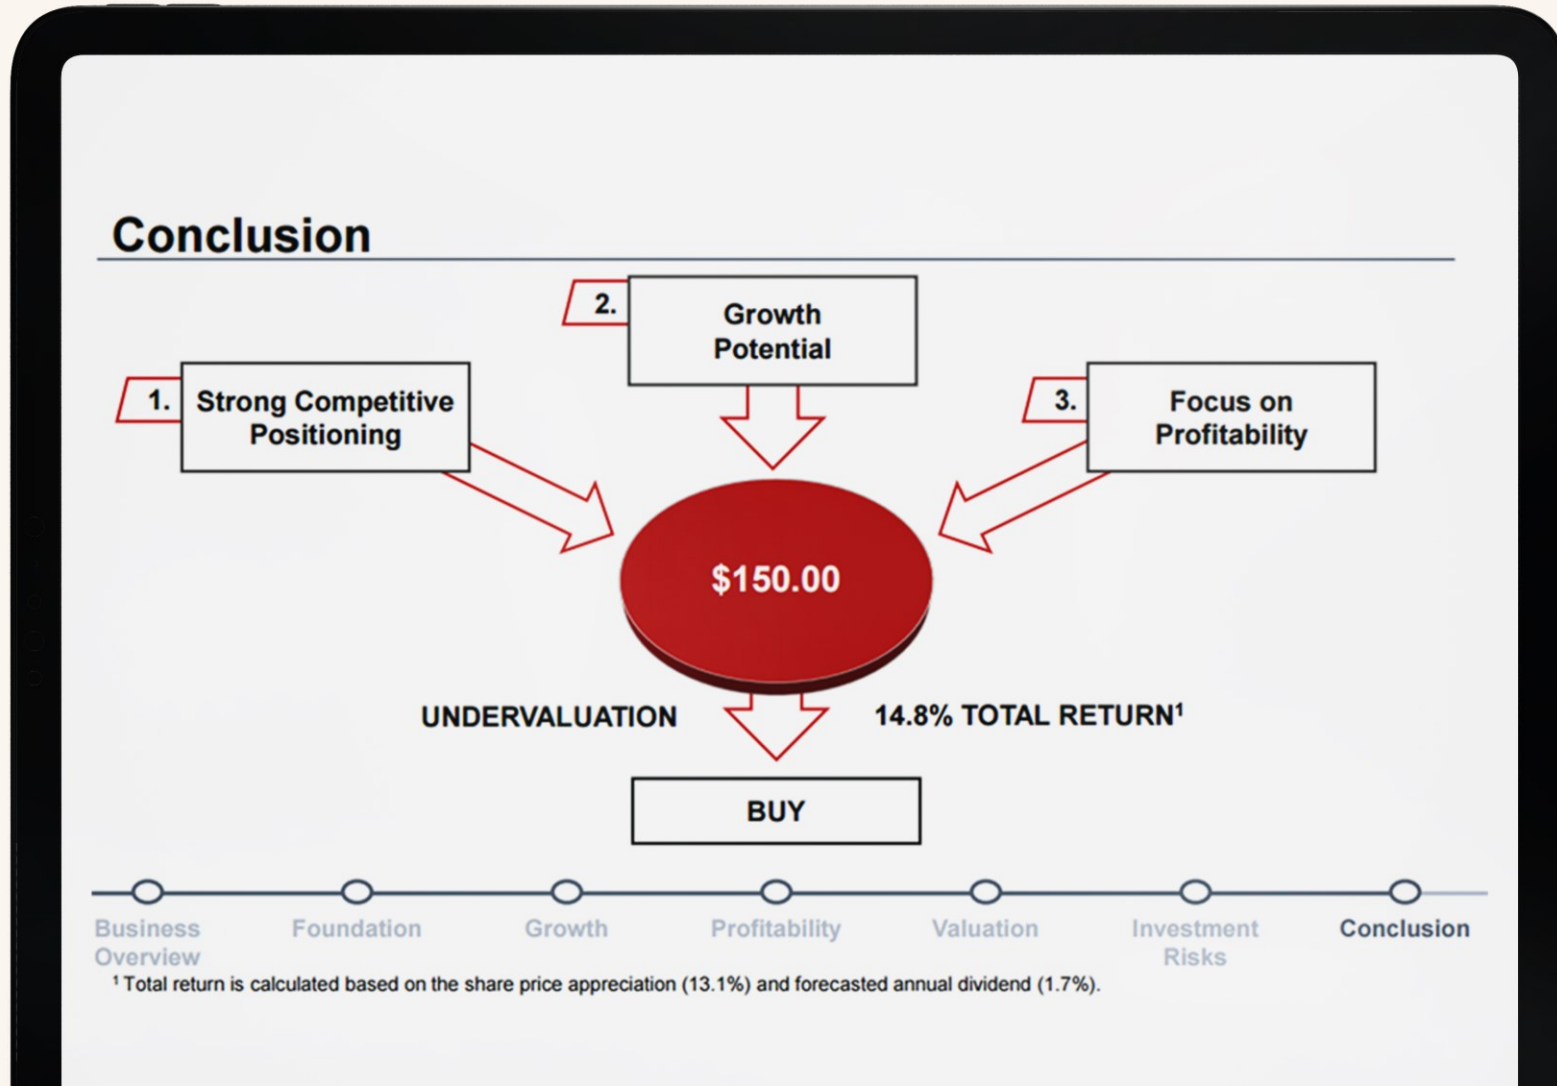 Conclusion
2.
Growth
Potential
1.
Strong Competitive
Positioning
3.
Focus on
Profitability
$150.00
UNDERVALUATION
14.8% TOTAL RETURN¹
BUY
Business
Overview
Foundation
Growth
Profitability
Valuation
Investment
Risks
Conclusion
¹ Total return is calculated based on the share price appreciation (13.1%) and forecasted annual dividend (1.7%).